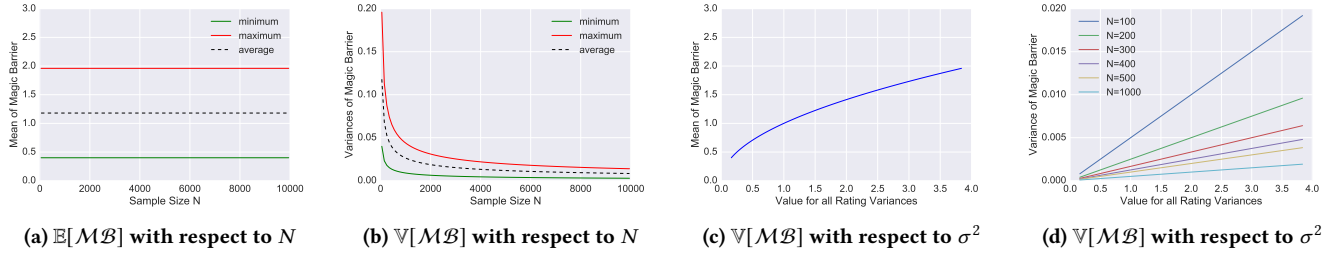 Mean of Magic Barrier
3.0
2.5
2.0
1.5
1.0
0.5
0.0
minimum
maximum
average
0
2000
4000
6000
8000
10000
Sample Size N
(a) 𝔼[ℳℬ] with respect to N
Variances of Magic Barrier
0.20
0.15
0.10
0.05
0.00
minimum
maximum
average
2000
4000
6000
8000
10000
Sample Size N
(b) 𝕍[ℳℬ] with respect to N
Mean of Magic Barrier
3.0
2.5
2.0
1.5
1.0
0.5
0.0
0.0
0.5
1.0
1.5
2.0
2.5
3.0
3.5
4.0
Value for all Rating Variances
(c) 𝕍[ℳℬ] with respect to σ²
Variance of Magic Barrier
0.020
0.015
0.010
0.005
0.000
N=100
N=200
N=300
N=400
N=500
N=1000
0.0
0.5
1.0
1.5
2.0
2.5
3.0
3.5
4.0
Value for all Rating Variances
(d) 𝕍[ℳℬ] with respect to σ²